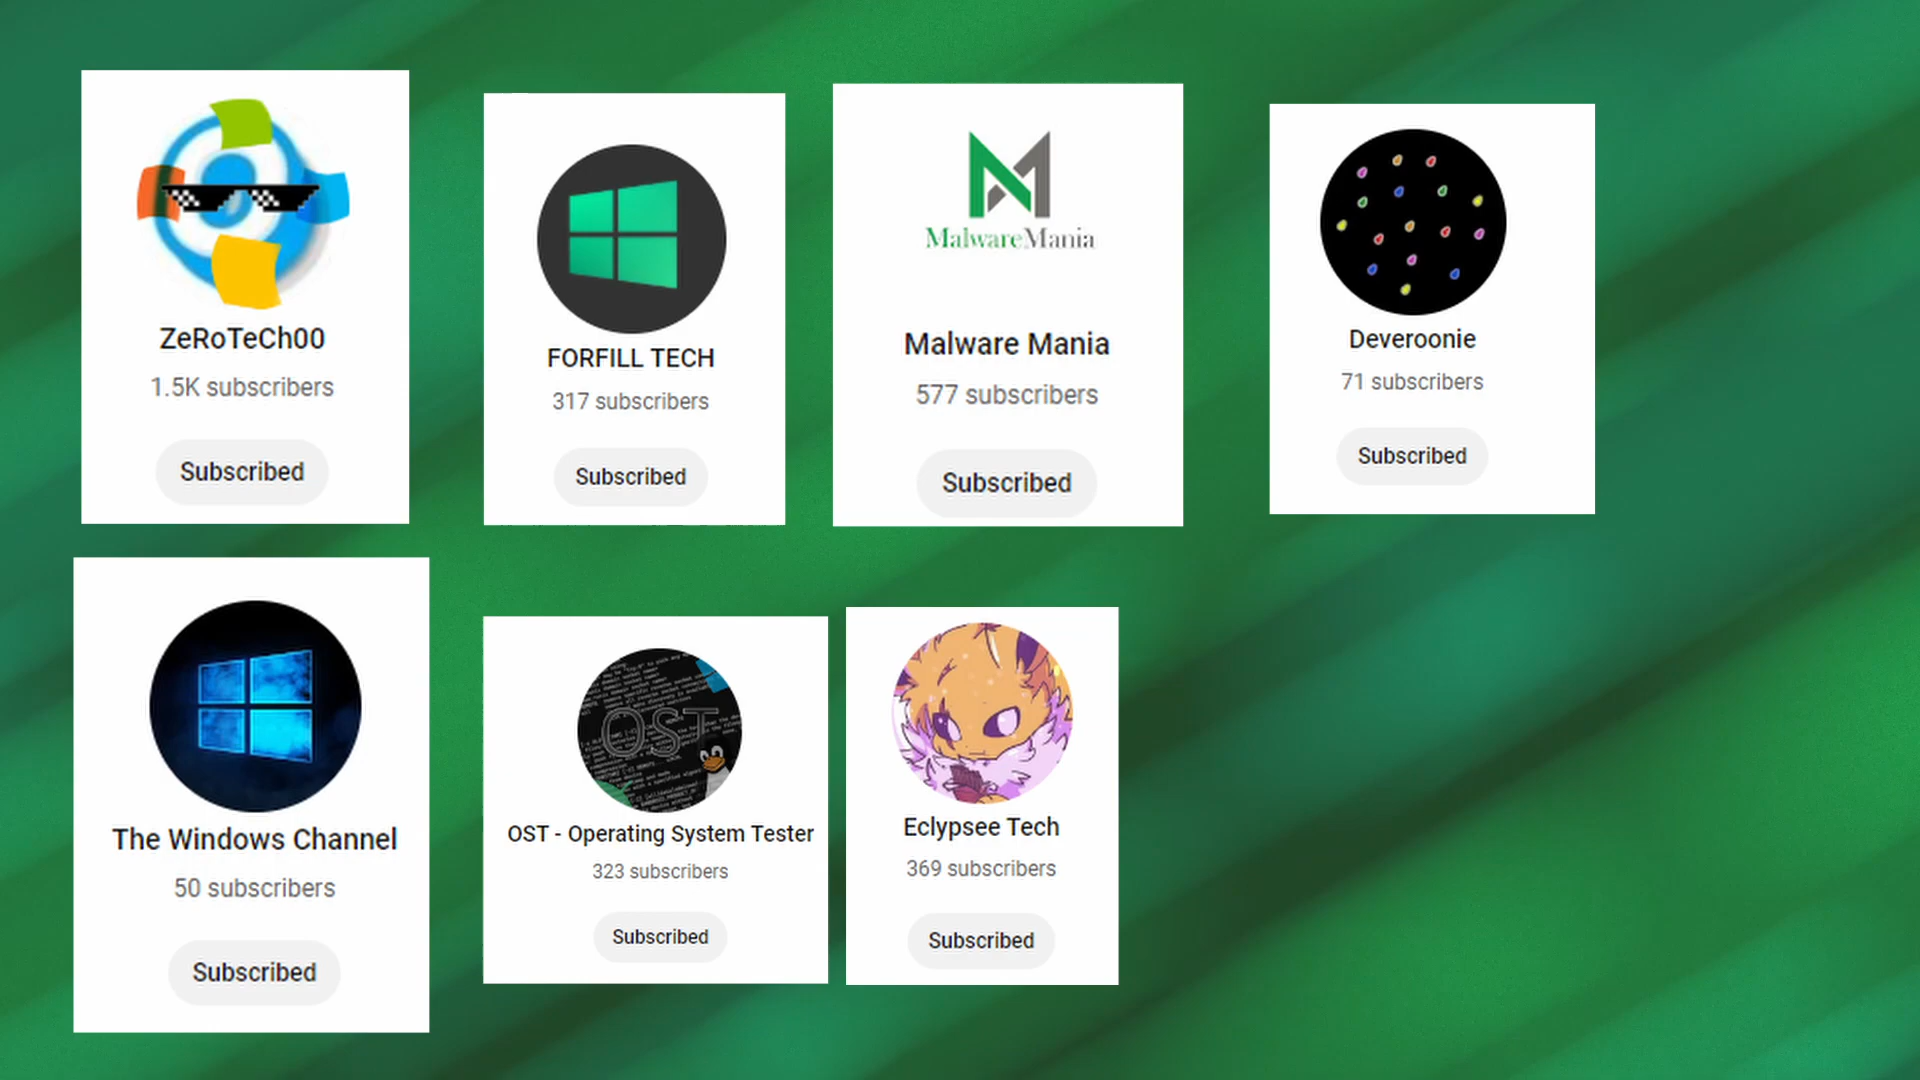 ZeRoTeCh00
1.5K subscribers
Subscribed
FORFILL TECH
317 subscribers
Subscribed
MalwareMania
Malware Mania
577 subscribers
Subscribed
Deveroonie
71 subscribers
Subscribed
The Windows Channel
50 subscribers
Subscribed
OST
OST - Operating System Tester
323 subscribers
Subscribed
Eclypsee Tech
369 subscribers
Subscribed